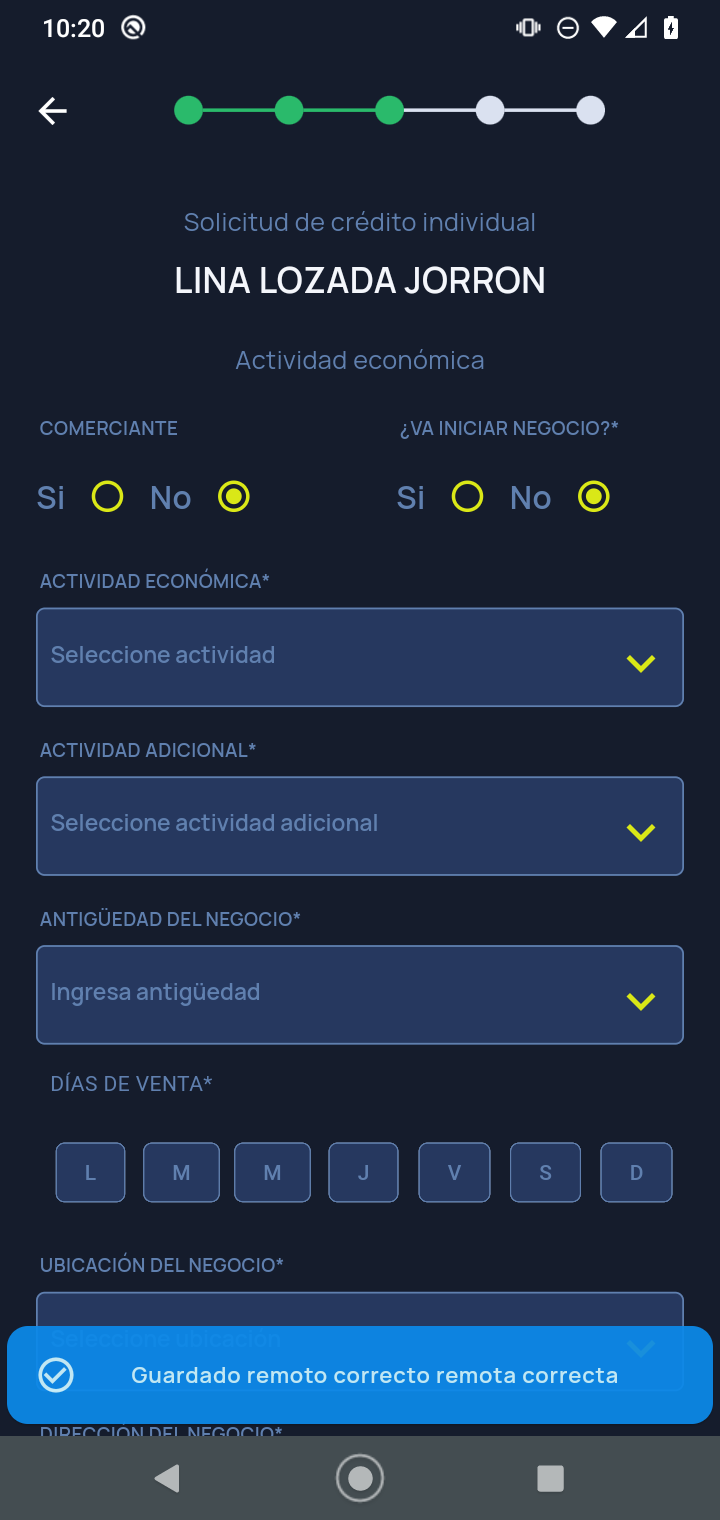 10:20
Solicitud de crédito individual
LINA LOZADA JORRON
Actividad económica
COMERCIANTE ¿VA INICIAR NEGOCIO?*
Si No Si No
ACTIVIDAD ECONÓMICA*
Seleccione actividad
ACTIVIDAD ADICIONAL*
Seleccione actividad adicional
ANTIGÜEDAD DEL NEGOCIO*
Ingresa antigüedad
DÍAS DE VENTA*
L M M J V S D
UBICACIÓN DEL NEGOCIO*
Seleccione ubicación
Guardado remoto correcto remota correcta
DIRECCIÓN DEL NEGOCIO*